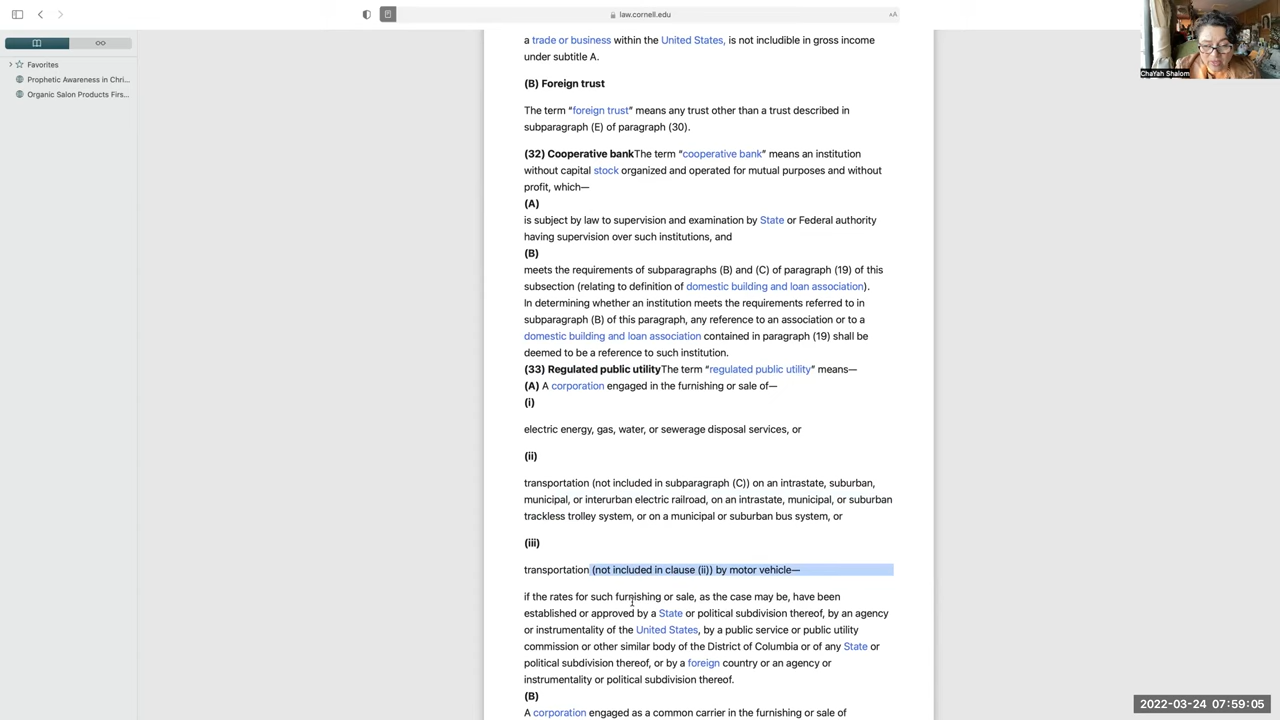 law.cornell.edu
Favorites
Prophetic Awareness in Chri...
Organic Salon Products Firs...
ChaYah Shalom
a trade or business within the United States, is not includible in gross income
under subtitle A.
(B) Foreign trust
The term “foreign trust” means any trust other than a trust described in
subparagraph (E) of paragraph (30).
(32) Cooperative bankThe term “cooperative bank” means an institution
without capital stock organized and operated for mutual purposes and without
profit, which—
(A)
is subject by law to supervision and examination by State or Federal authority
having supervision over such institutions, and
(B)
meets the requirements of subparagraphs (B) and (C) of paragraph (19) of this
subsection (relating to definition of domestic building and loan association).
In determining whether an institution meets the requirements referred to in
subparagraph (B) of this paragraph, any reference to an association or to a
domestic building and loan association contained in paragraph (19) shall be
deemed to be a reference to such institution.
(33) Regulated public utilityThe term “regulated public utility” means—
(A) A corporation engaged in the furnishing or sale of—
(i)
electric energy, gas, water, or sewerage disposal services, or
(ii)
transportation (not included in subparagraph (C)) on an intrastate, suburban,
municipal, or interurban electric railroad, on an intrastate, municipal, or suburban
trackless trolley system, or on a municipal or suburban bus system, or
(iii)
transportation (not included in clause (ii)) by motor vehicle—
if the rates for such furnishing or sale, as the case may be, have been
established or approved by a State or political subdivision thereof, by an agency
or instrumentality of the United States, by a public service or public utility
commission or other similar body of the District of Columbia or of any State or
political subdivision thereof, or by a foreign country or an agency or
instrumentality or political subdivision thereof.
(B)
A corporation engaged as a common carrier in the furnishing or sale of
2022-03-24 07:59:05